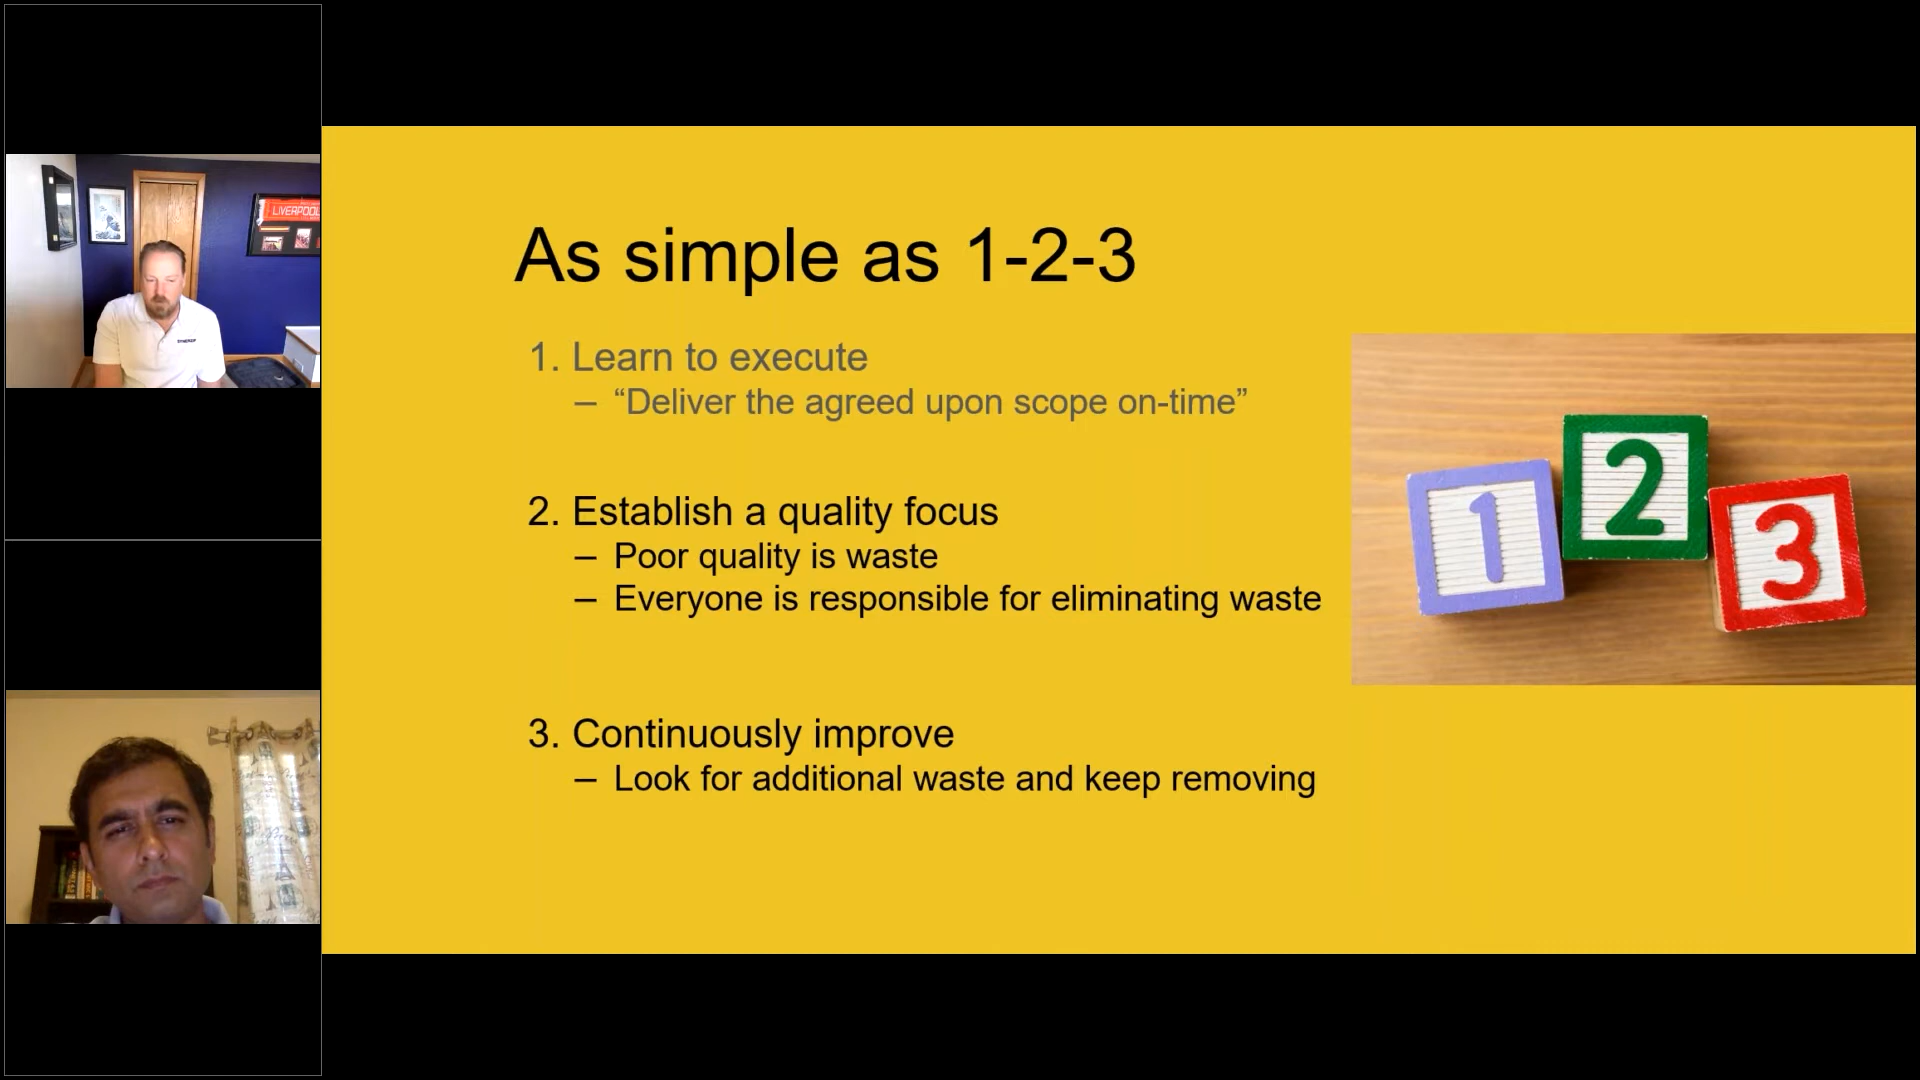 LIVERPOOL
SYNERZIP
As simple as 1-2-3
1. Learn to execute
– “Deliver the agreed upon scope on-time”
2. Establish a quality focus
– Poor quality is waste
– Everyone is responsible for eliminating waste
3. Continuously improve
– Look for additional waste and keep removing
1
2
3